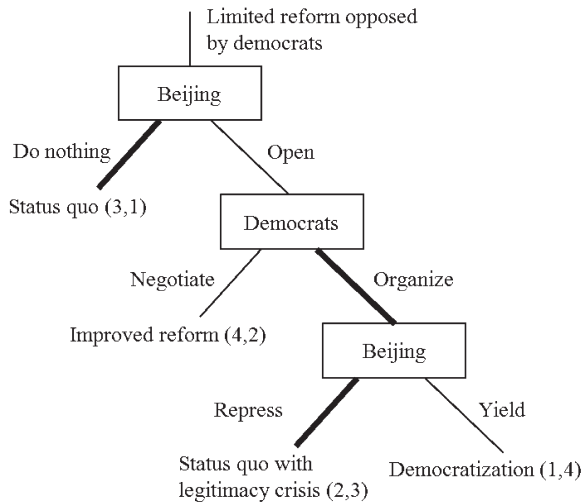 Limited reform opposed
by democrats
Beijing
Do nothing
Open
Status quo (3,1)
Democrats
Negotiate
Organize
Improved reform (4,2)
Beijing
Repress
Yield
Status quo with
legitimacy crisis (2,3)
Democratization (1,4)